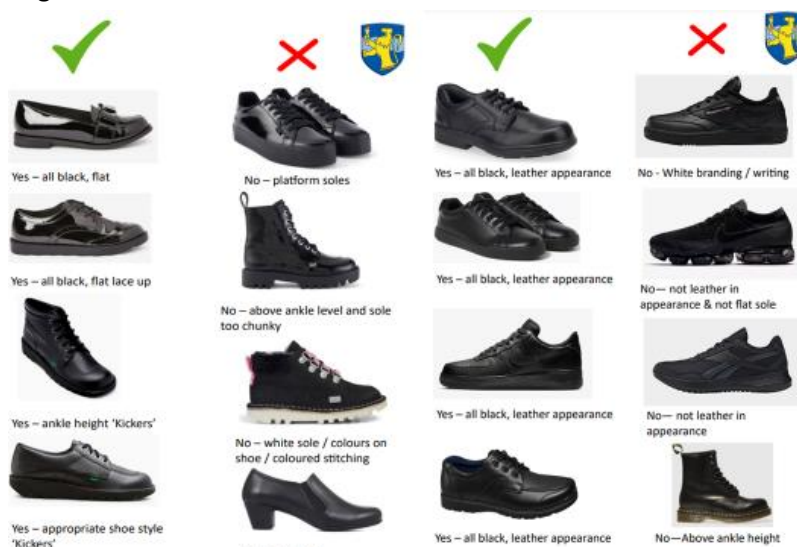 Yes – all black, flat
Yes – all black, flat lace up
Yes – ankle height 'Kickers'
Yes – appropriate shoe style
'Kickers'
No – platform soles
No – above ankle level and sole
too chunky
No – white sole / colours on
shoe / coloured stitching
Yes – all black, leather appearance
Yes – all black, leather appearance
Yes – all black, leather appearance
Yes – all black, leather appearance
No - White branding / writing
No— not leather in
appearance & not flat sole
No— not leather in
appearance
No—Above ankle height